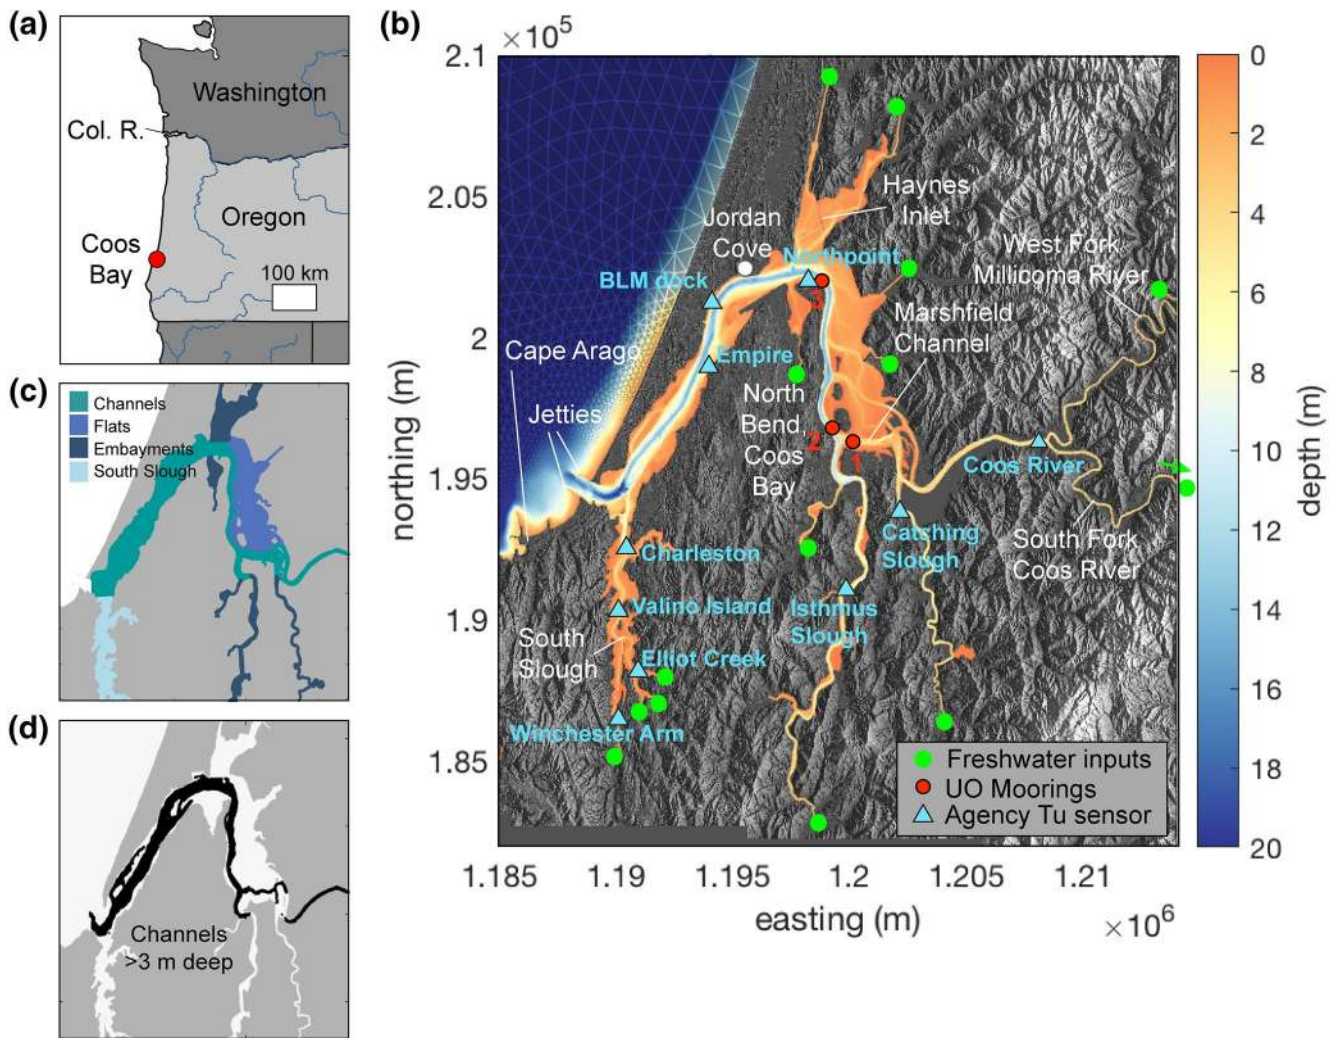 (a)
Washington
Col. R.
Oregon
Coos
Bay
100 km
(b)
×10⁵
2.1
2.05
2
1.95
1.9
1.85
northing (m)
1.185
1.19
1.195
1.2
1.205
1.21
×10⁶
easting (m)
Haynes
Inlet
Jordan
Cove
Northpoint
West Fork
Millicoma River
BLM dock
3
Marshfield
Channel
Cape Arago
Empire
Jetties
North
Bend,
Coos
Bay
2
1
Coos River
Charleston
Catching
Slough
South Fork
Coos River
Valino Island
Isthmus
Slough
South
Slough
Elliot Creek
Winchester Arm
Freshwater inputs
UO Moorings
Agency Tu sensor
0
2
4
6
8
10
12
14
16
18
20
depth (m)
(c)
Channels
Flats
Embayments
South Slough
(d)
Channels
>3 m deep